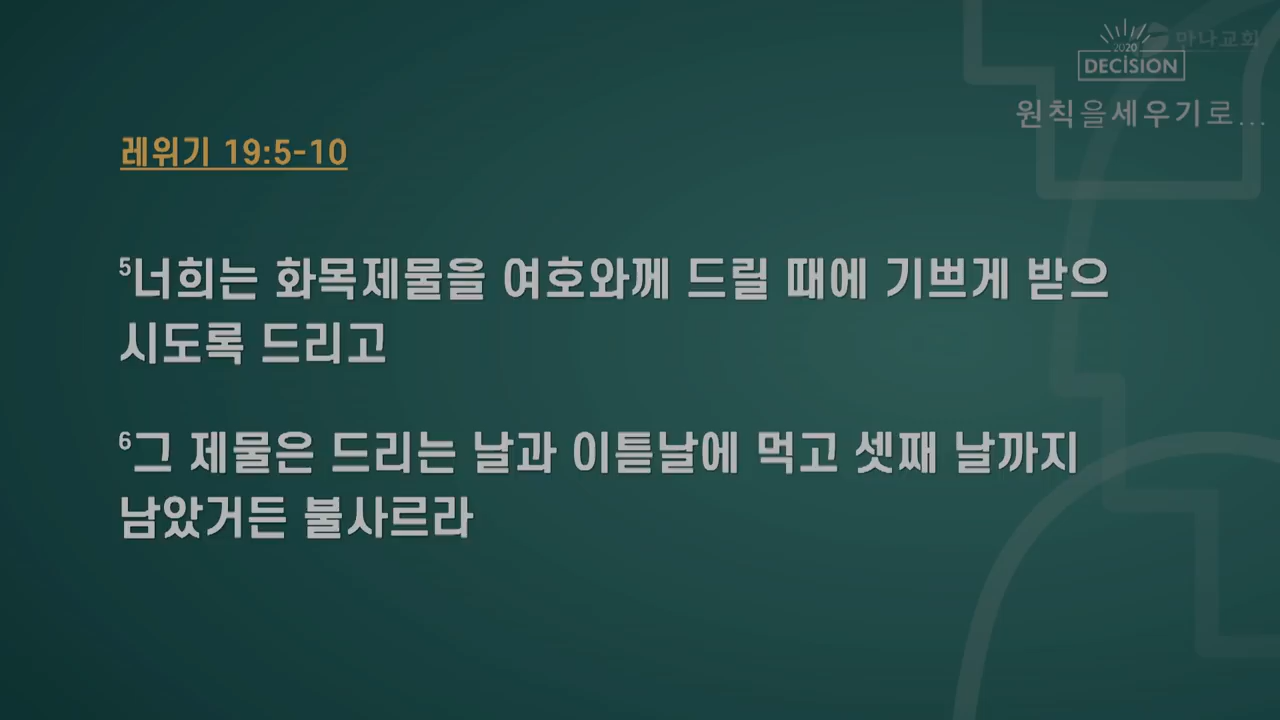 만나교회
2020
DECISION
원칙을세우기로...
레위기 19:5-10
5너희는 화목제물을 여호와께 드릴 때에 기쁘게 받으
시도록 드리고
6그 제물은 드리는 날과 이튿날에 먹고 셋째 날까지
남았거든 불사르라